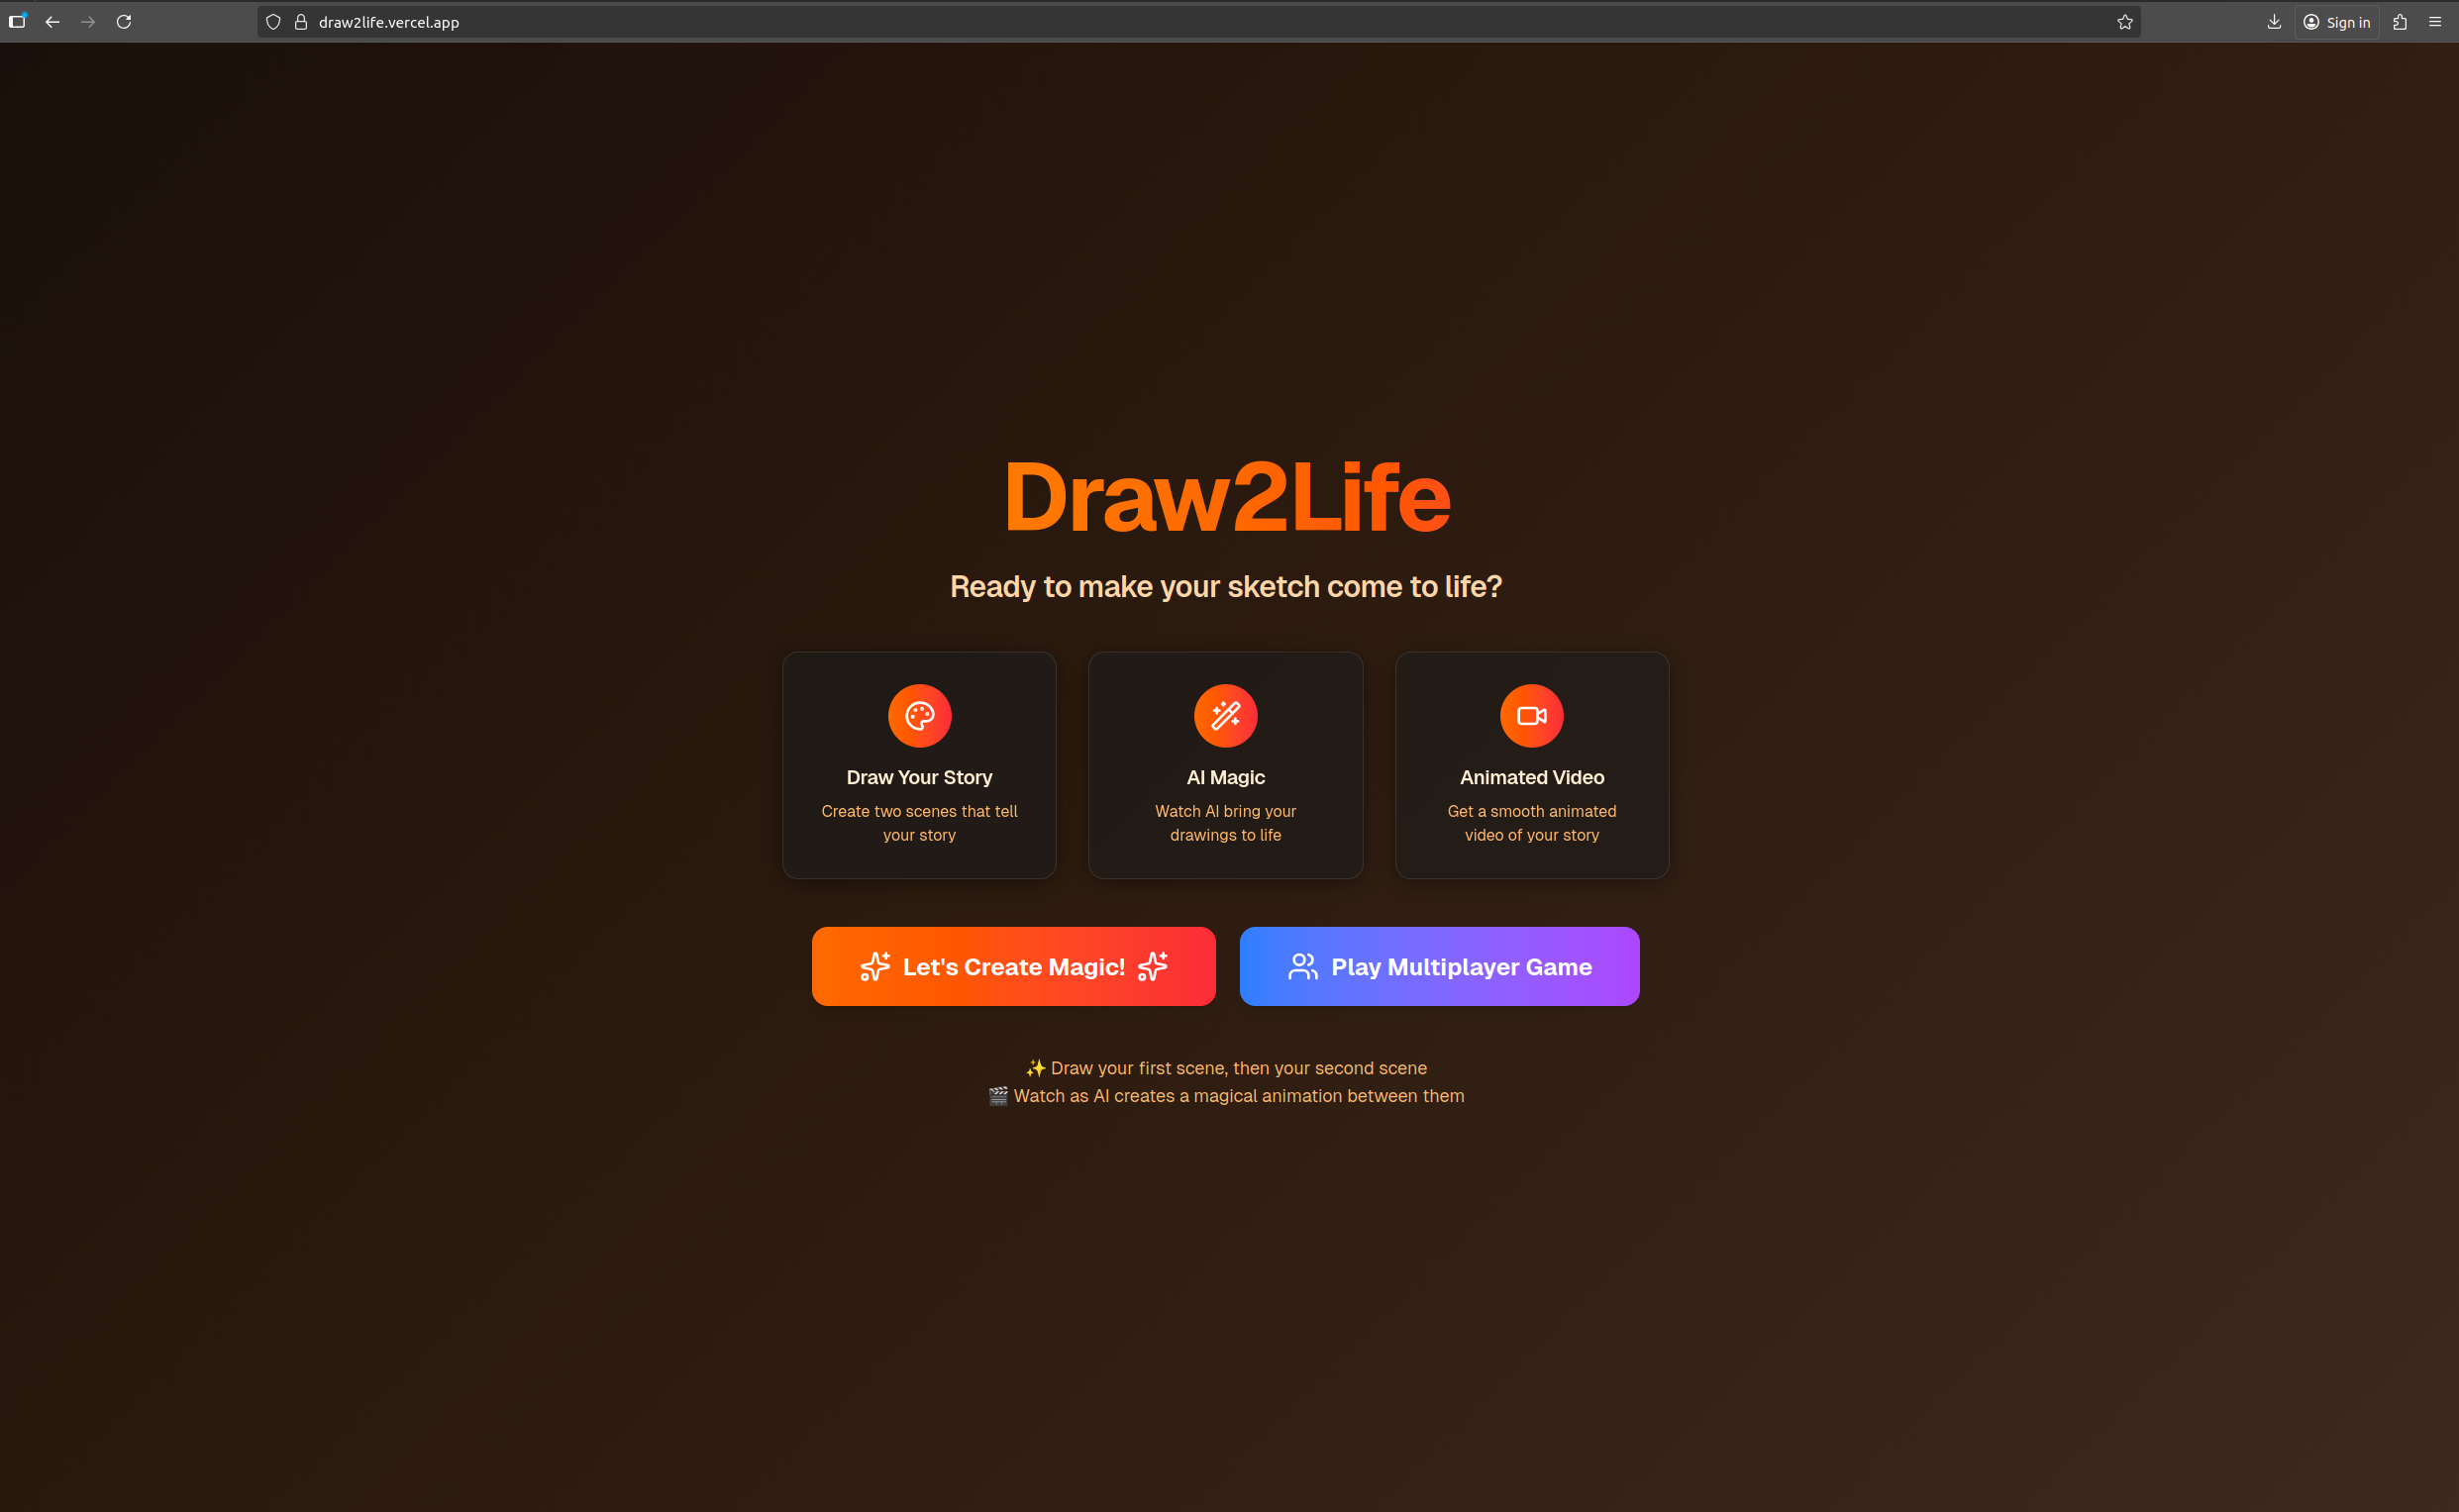 draw2life.vercel.app
Sign in
Draw2Life
Ready to make your sketch come to life?
Draw Your Story
Create two scenes that tell
your story
AI Magic
Watch AI bring your
drawings to life
Animated Video
Get a smooth animated
video of your story
Let's Create Magic!
Play Multiplayer Game
✨ Draw your first scene, then your second scene
🎬 Watch as AI creates a magical animation between them